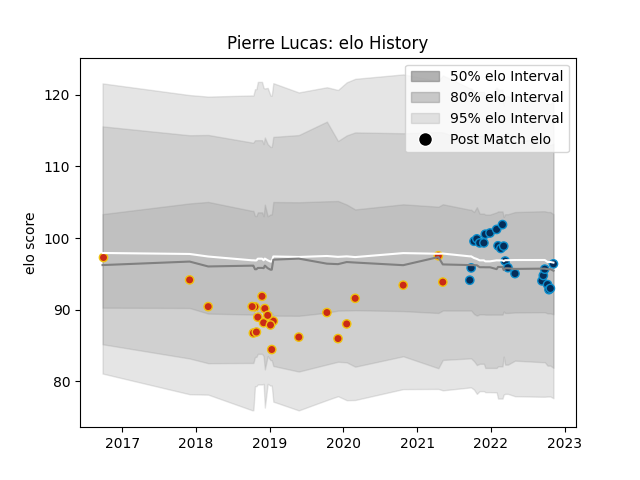 Pierre Lucas: elo History
50% elo Interval
80% elo Interval
95% elo Interval
Post Match elo
elo score
120
110
100
90
80
2017 2018 2019 2020 2021 2022 2023